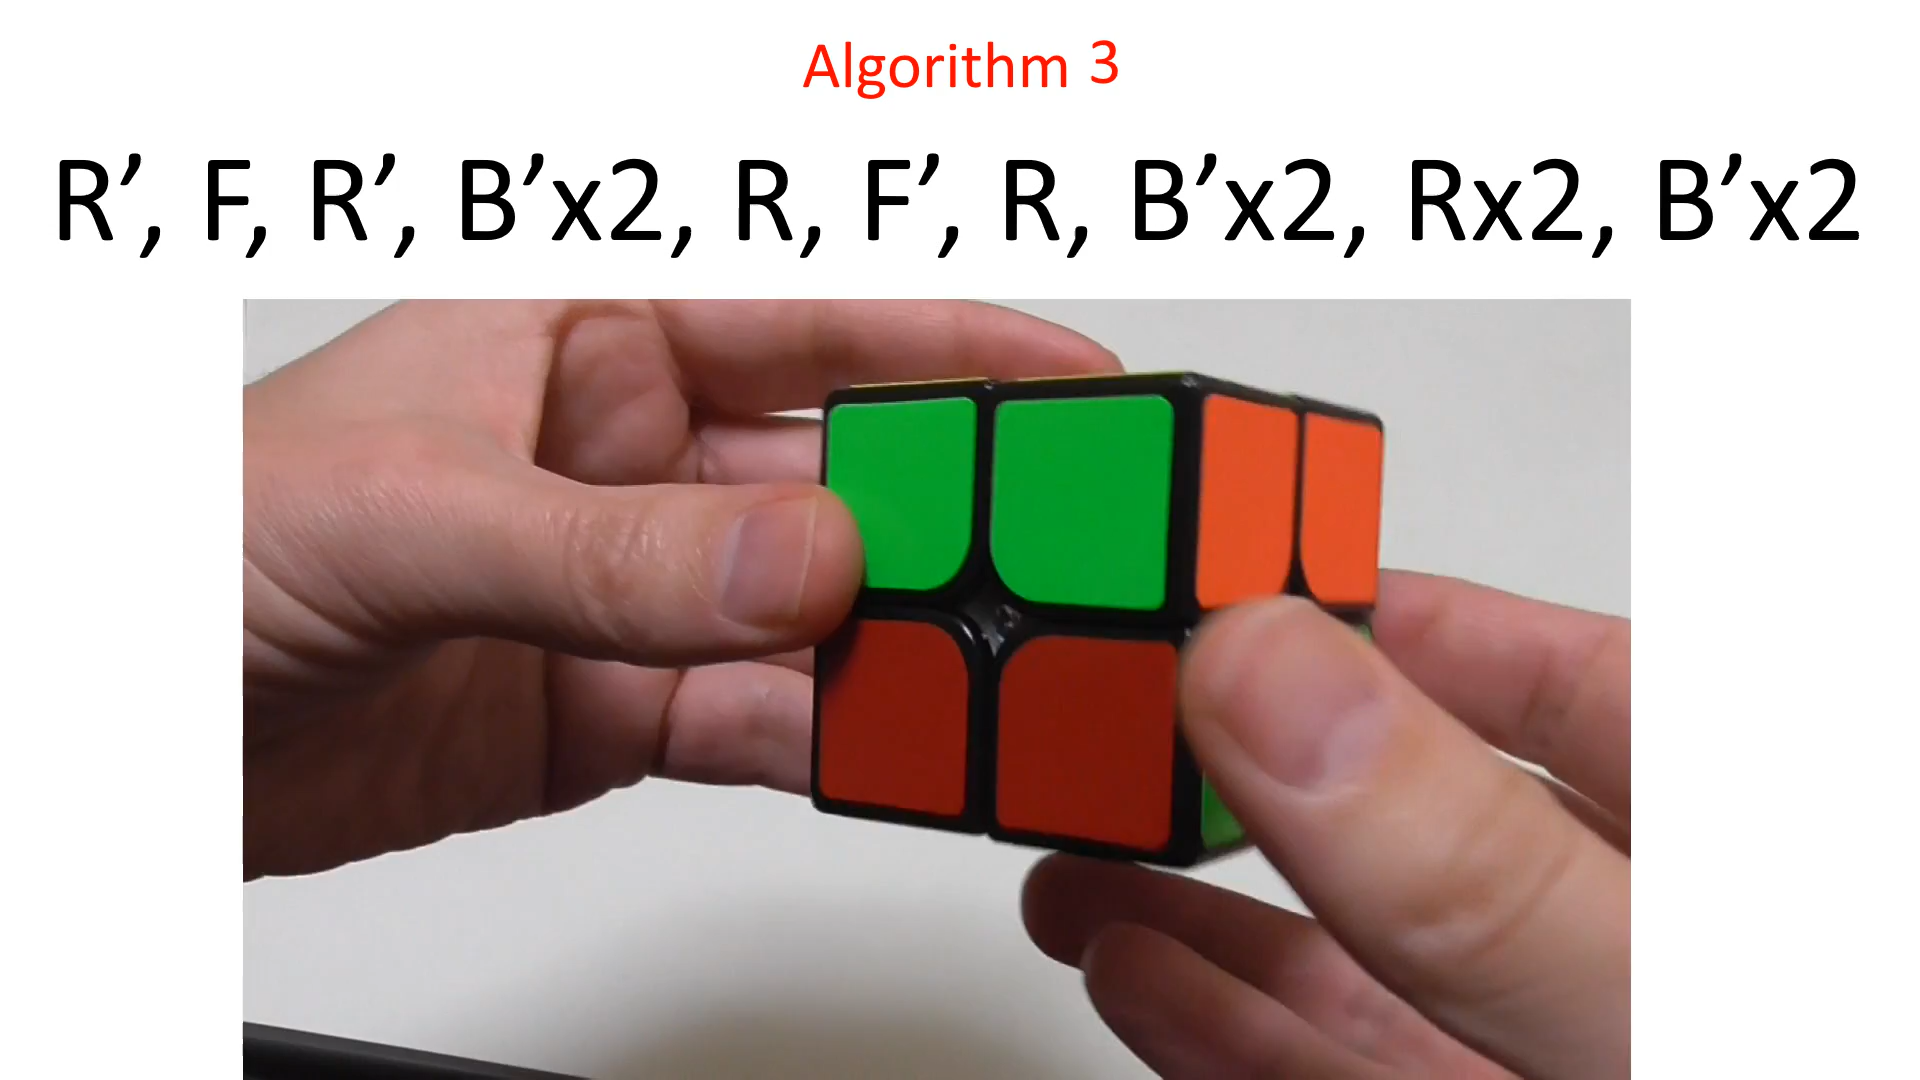 Algorithm 3
R’, F, R’, B’x2, R, F’, R, B’x2, Rx2, B’x2